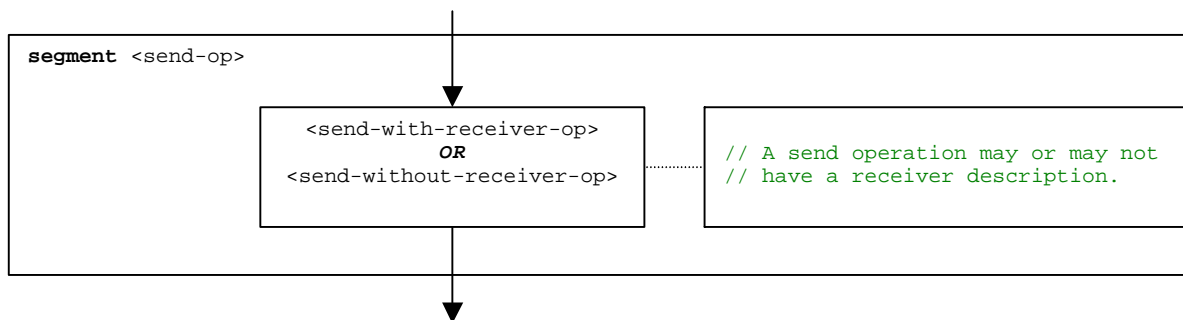 segment <send-op>
<send-with-receiver-op>
OR
<send-without-receiver-op>
// A send operation may or may not
// have a receiver description.